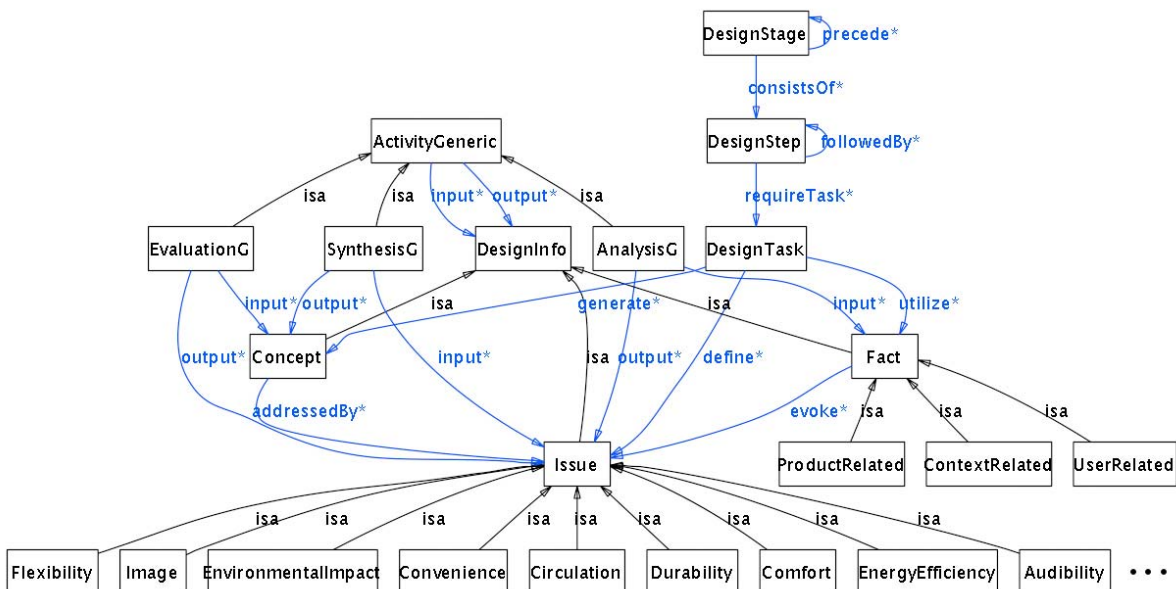 DesignStage
precede*
consistsOf*
ActivityGeneric
DesignStep
followedBy*
isa
isa
input*
output*
isa
requireTask*
EvaluationG
SynthesisG
DesignInfo
AnalysisG
DesignTask
input*
output*
isa
generate*
isa
input*
utilize*
output*
Concept
input*
isa
output*
define*
Fact
addressedBy*
evoke*
isa
isa
isa
Issue
ProductRelated
ContextRelated
UserRelated
isa
isa
isa
isa
isa
isa
isa
isa
isa
Flexibility
Image
EnvironmentalImpact
Convenience
Circulation
Durability
Comfort
EnergyEfficiency
Audibility
• • •